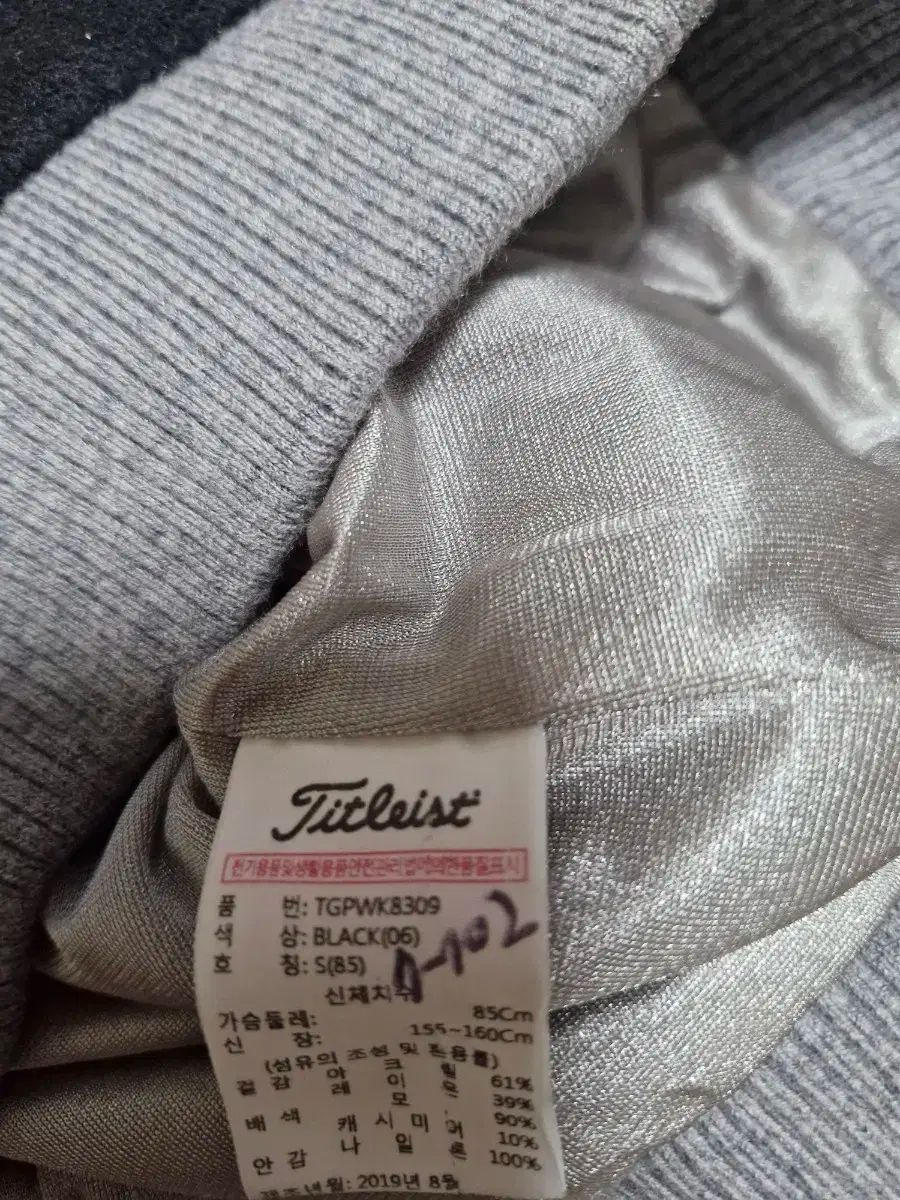 Titleist
전기용품및생활용품안전관리법에의한품질표시
품 번: TGPWK8309
색 상: BLACK(06)
호 칭: S(85)
신체치수
가슴둘레: 85Cm
신 장: 155~160Cm
(섬유의 조성 및 혼용률)
겉감 아크릴 61%
레이온 39%
배색 모 90%
캐시미어 10%
안감 나일론 100%
제조년월: 2019년 8월